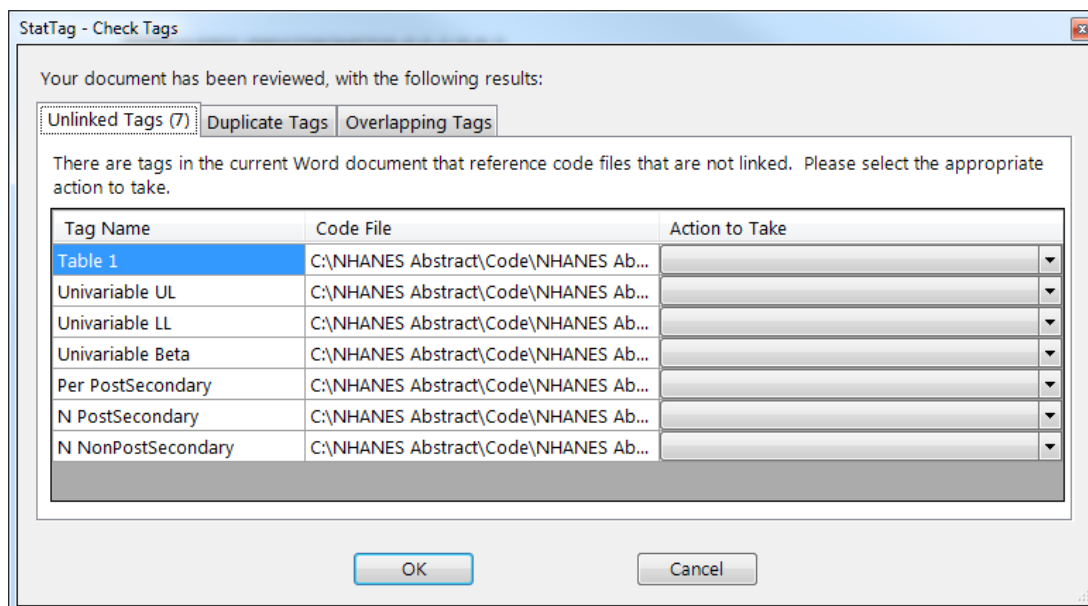 StatTag - Check Tags
Your document has been reviewed, with the following results:
Unlinked Tags (7) Duplicate Tags Overlapping Tags
There are tags in the current Word document that reference code files that are not linked. Please select the appropriate
action to take.
Tag Name Code File Action to Take
Table 1 C:\NHANES Abstract\Code\NHANES Ab...
Univariable UL C:\NHANES Abstract\Code\NHANES Ab...
Univariable LL C:\NHANES Abstract\Code\NHANES Ab...
Univariable Beta C:\NHANES Abstract\Code\NHANES Ab...
Per PostSecondary C:\NHANES Abstract\Code\NHANES Ab...
N PostSecondary C:\NHANES Abstract\Code\NHANES Ab...
N NonPostSecondary C:\NHANES Abstract\Code\NHANES Ab...
OK Cancel